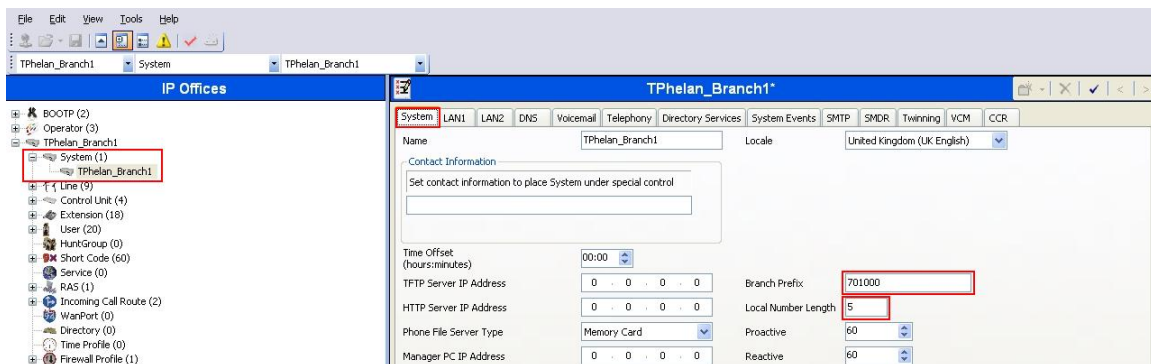 File Edit View Tools Help
TPhelan_Branch1 System TPhelan_Branch1
IP Offices
BOOTP (2)
Operator (3)
TPhelan_Branch1
System (1)
TPhelan_Branch1
Line (9)
Control Unit (4)
Extension (18)
User (20)
HuntGroup (0)
Short Code (60)
Service (0)
RAS (1)
Incoming Call Route (2)
WanPort (0)
Directory (0)
Time Profile (0)
Firewall Profile (1)
TPhelan_Branch1*
System LAN1 LAN2 DNS Voicemail Telephony Directory Services System Events SMTP SMDR Twinning VCM CCR
Name TPhelan_Branch1 Locale United Kingdom (UK English)
Contact Information
Set contact information to place System under special control
Time Offset
(hours:minutes) 00:00
TFTP Server IP Address 0 . 0 . 0 . 0 Branch Prefix 701000
HTTP Server IP Address 0 . 0 . 0 . 0 Local Number Length 5
Phone File Server Type Memory Card Proactive 60
Manager PC IP Address 0 . 0 . 0 . 0 Reactive 60